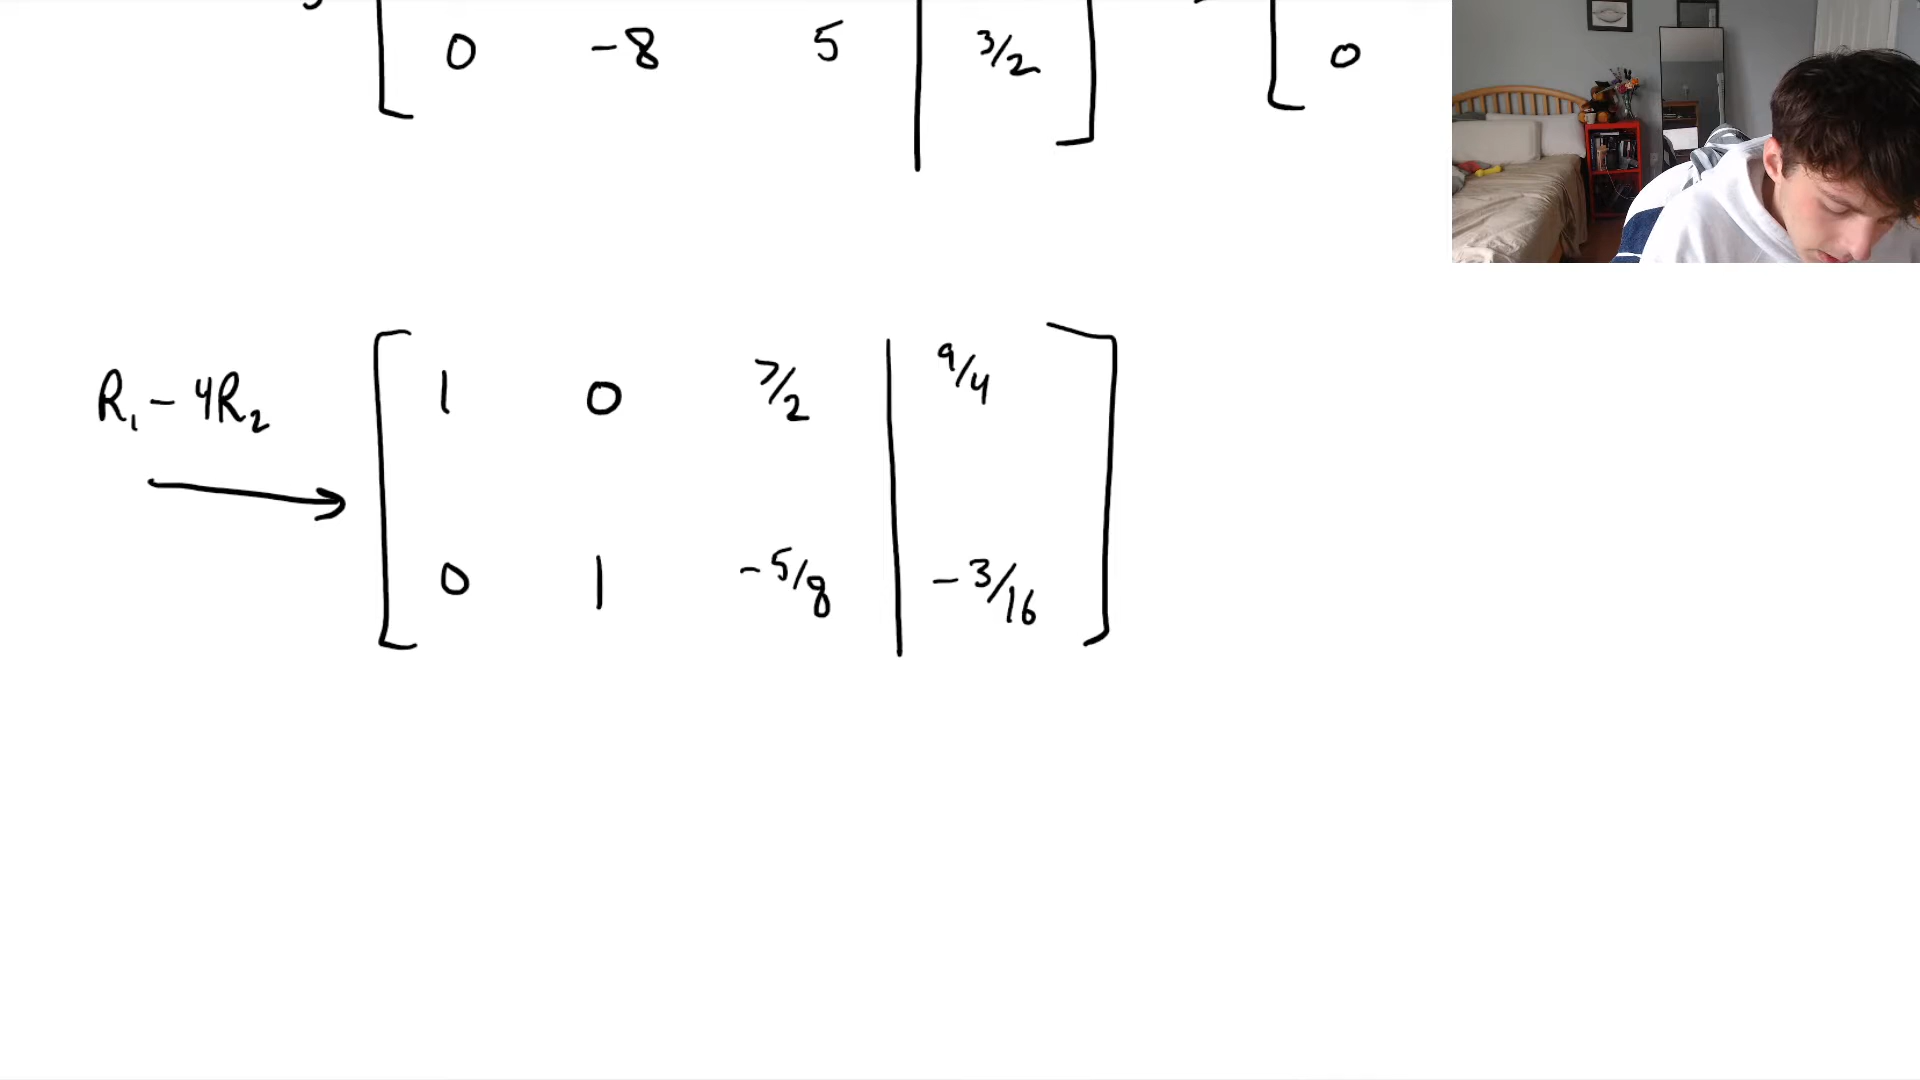 0 -8 5 3/2 0
R₁ - 4R₂
1 0 7/2 9/4
0 1 -5/8 -3/16